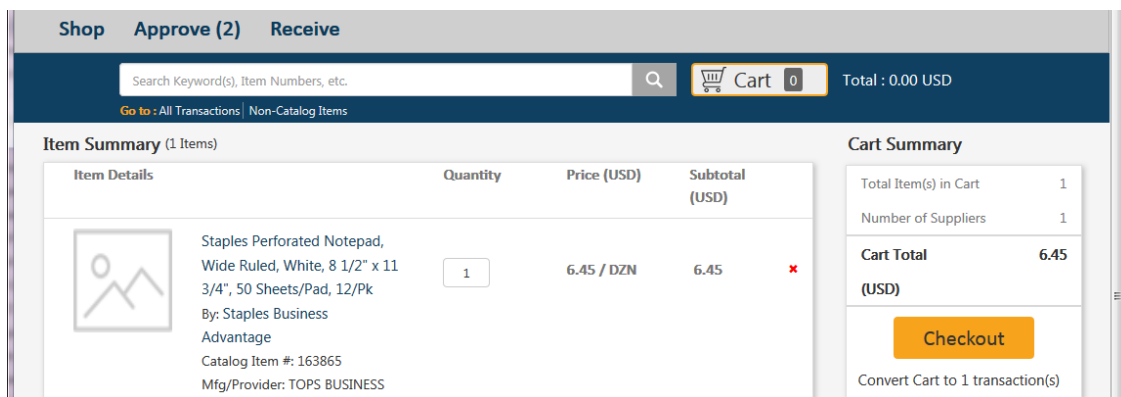 Shop Approve (2) Receive
Search Keyword(s), Item Numbers, etc. Cart 0 Total : 0.00 USD
Go to : All Transactions | Non-Catalog Items
Item Summary (1 Items)
Item Details Quantity Price (USD) Subtotal
(USD)
Staples Perforated Notepad,
Wide Ruled, White, 8 1/2" x 11
3/4", 50 Sheets/Pad, 12/Pk
By: Staples Business
Advantage
Catalog Item #: 163865
Mfg/Provider: TOPS BUSINESS
1 6.45 / DZN 6.45
Cart Summary
Total Item(s) in Cart 1
Number of Suppliers 1
Cart Total 6.45
(USD)
Checkout
Convert Cart to 1 transaction(s)